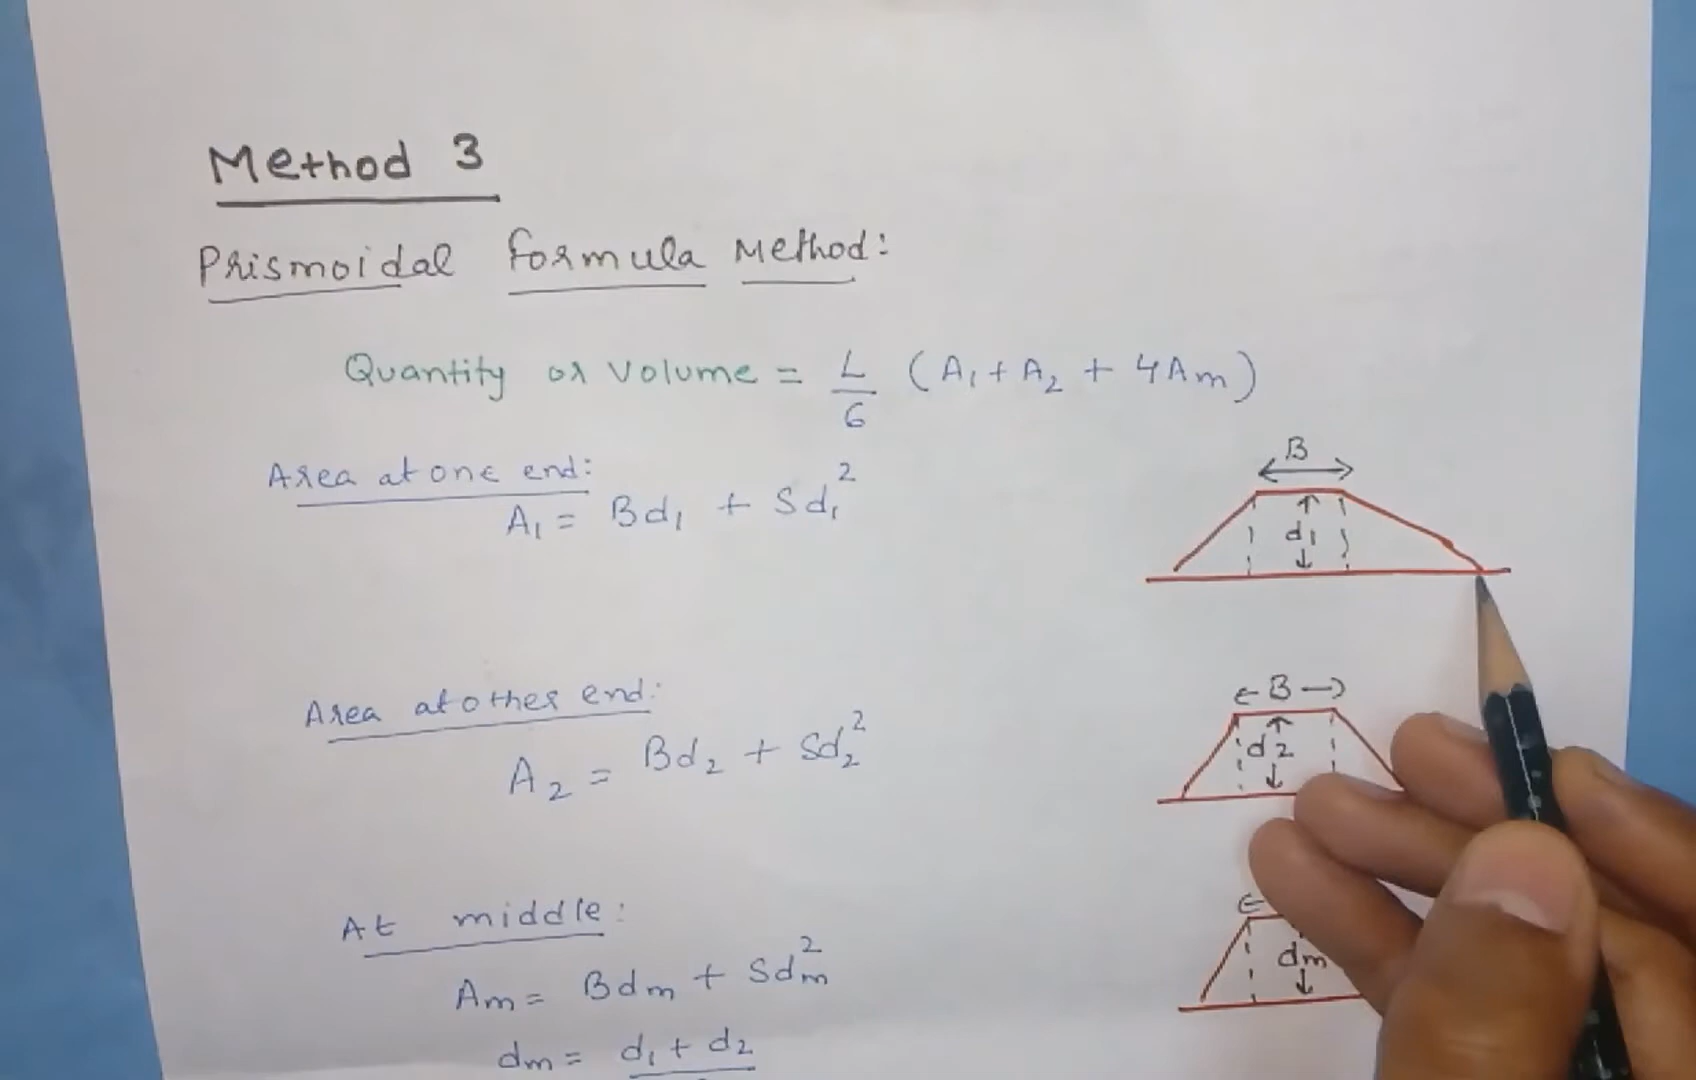 Method 3
Prismoidal formula Method:
Quantity or volume = L/6 (A₁ + A₂ + 4Am)
Area at one end:
A₁ = Bd₁ + Sd₁²
B
d₁
Area at other end:
A₂ = Bd₂ + Sd₂²
B
d₂
At middle:
Am = Bdm + Sdm²
dm
dm = d₁ + d₂